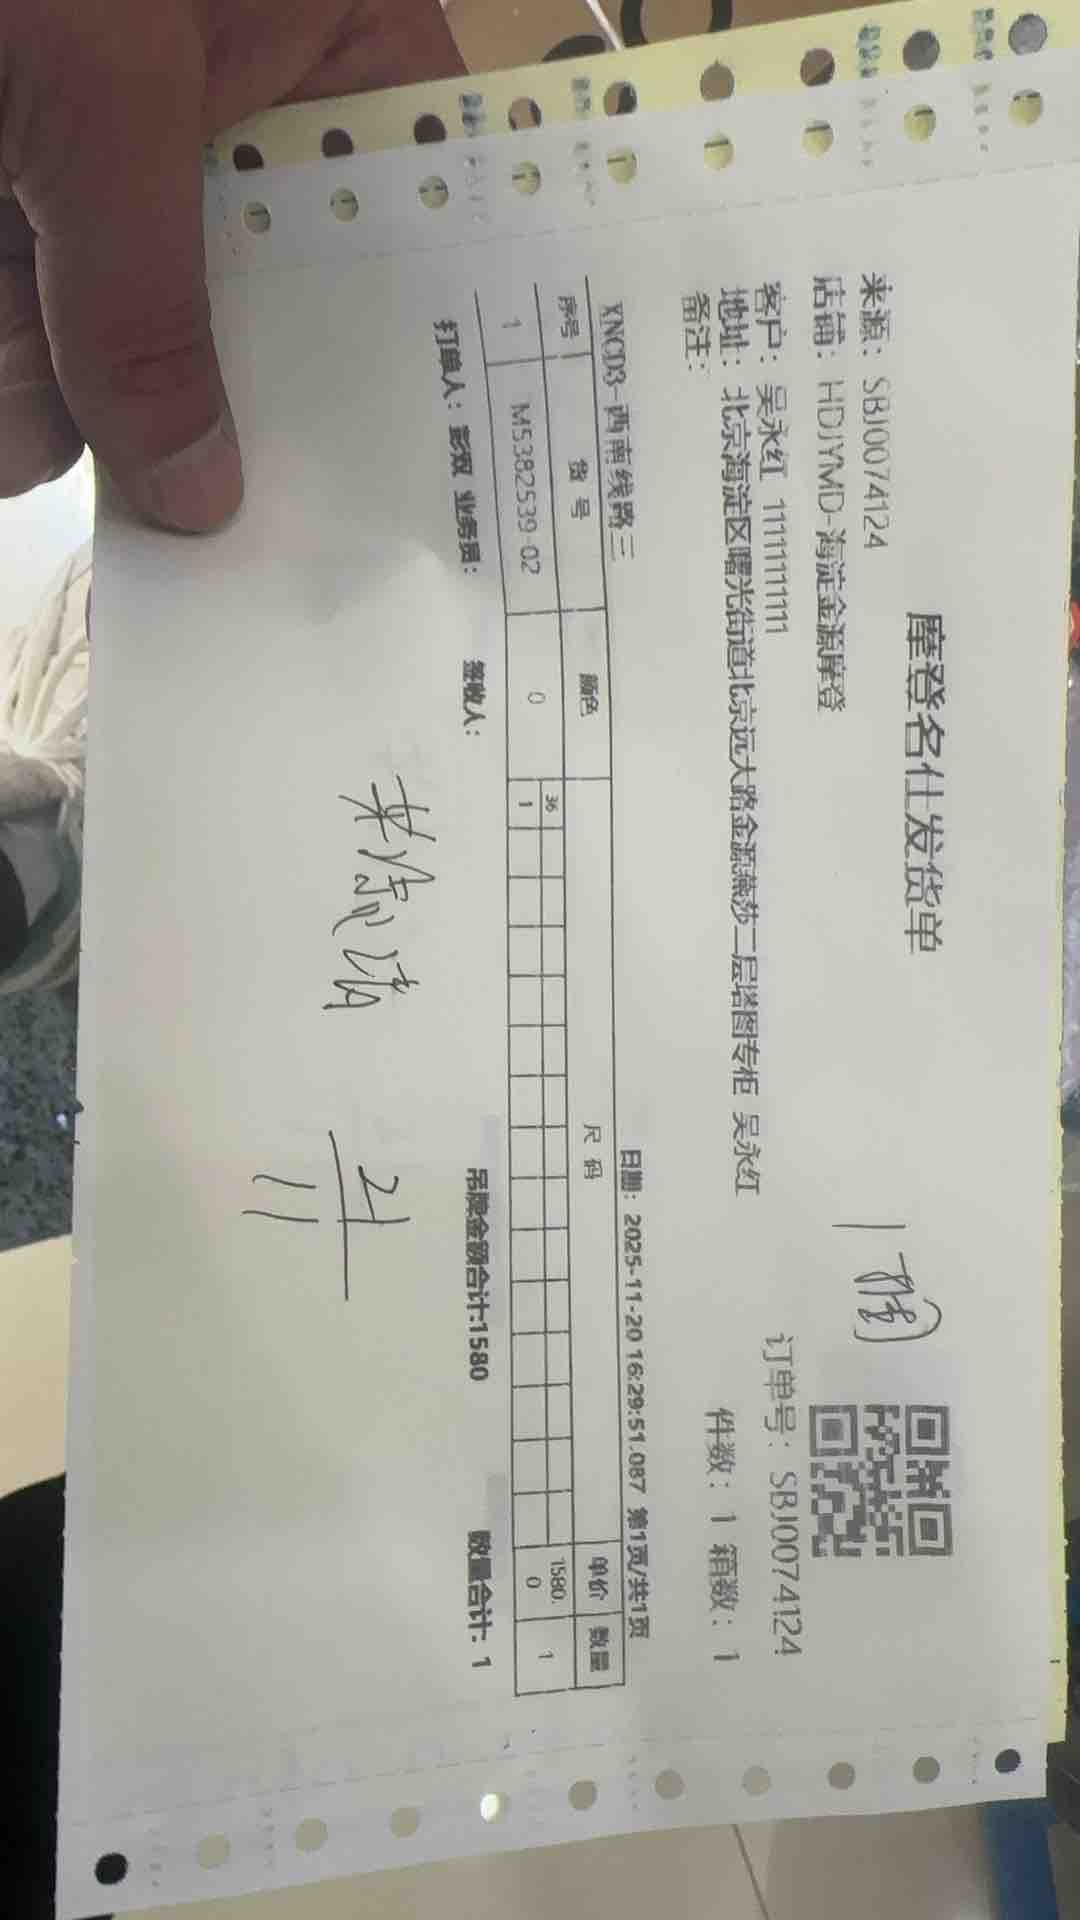 摩登名仕发货单
来源：SBJ0074124
店铺：HDJYMD-海淀金源摩登
订单号：SBJ0074124
客户：吴永红 11111111111
地址：北京海淀区曙光街道北京远大路金源燕莎二层塔图专柜 吴永红
件数：1 箱数：1
备注：
XNCD3-西南线路三 日期：2025-11-20 16:29:51.087 第1页/共1页
序号 货号 颜色 尺码 单价 数量
36
1 M5382539-02 0 1 1580.0 1
打单人：彭双 业务员： 签收人： 吊牌金额合计:1580 数量合计：1
21
11